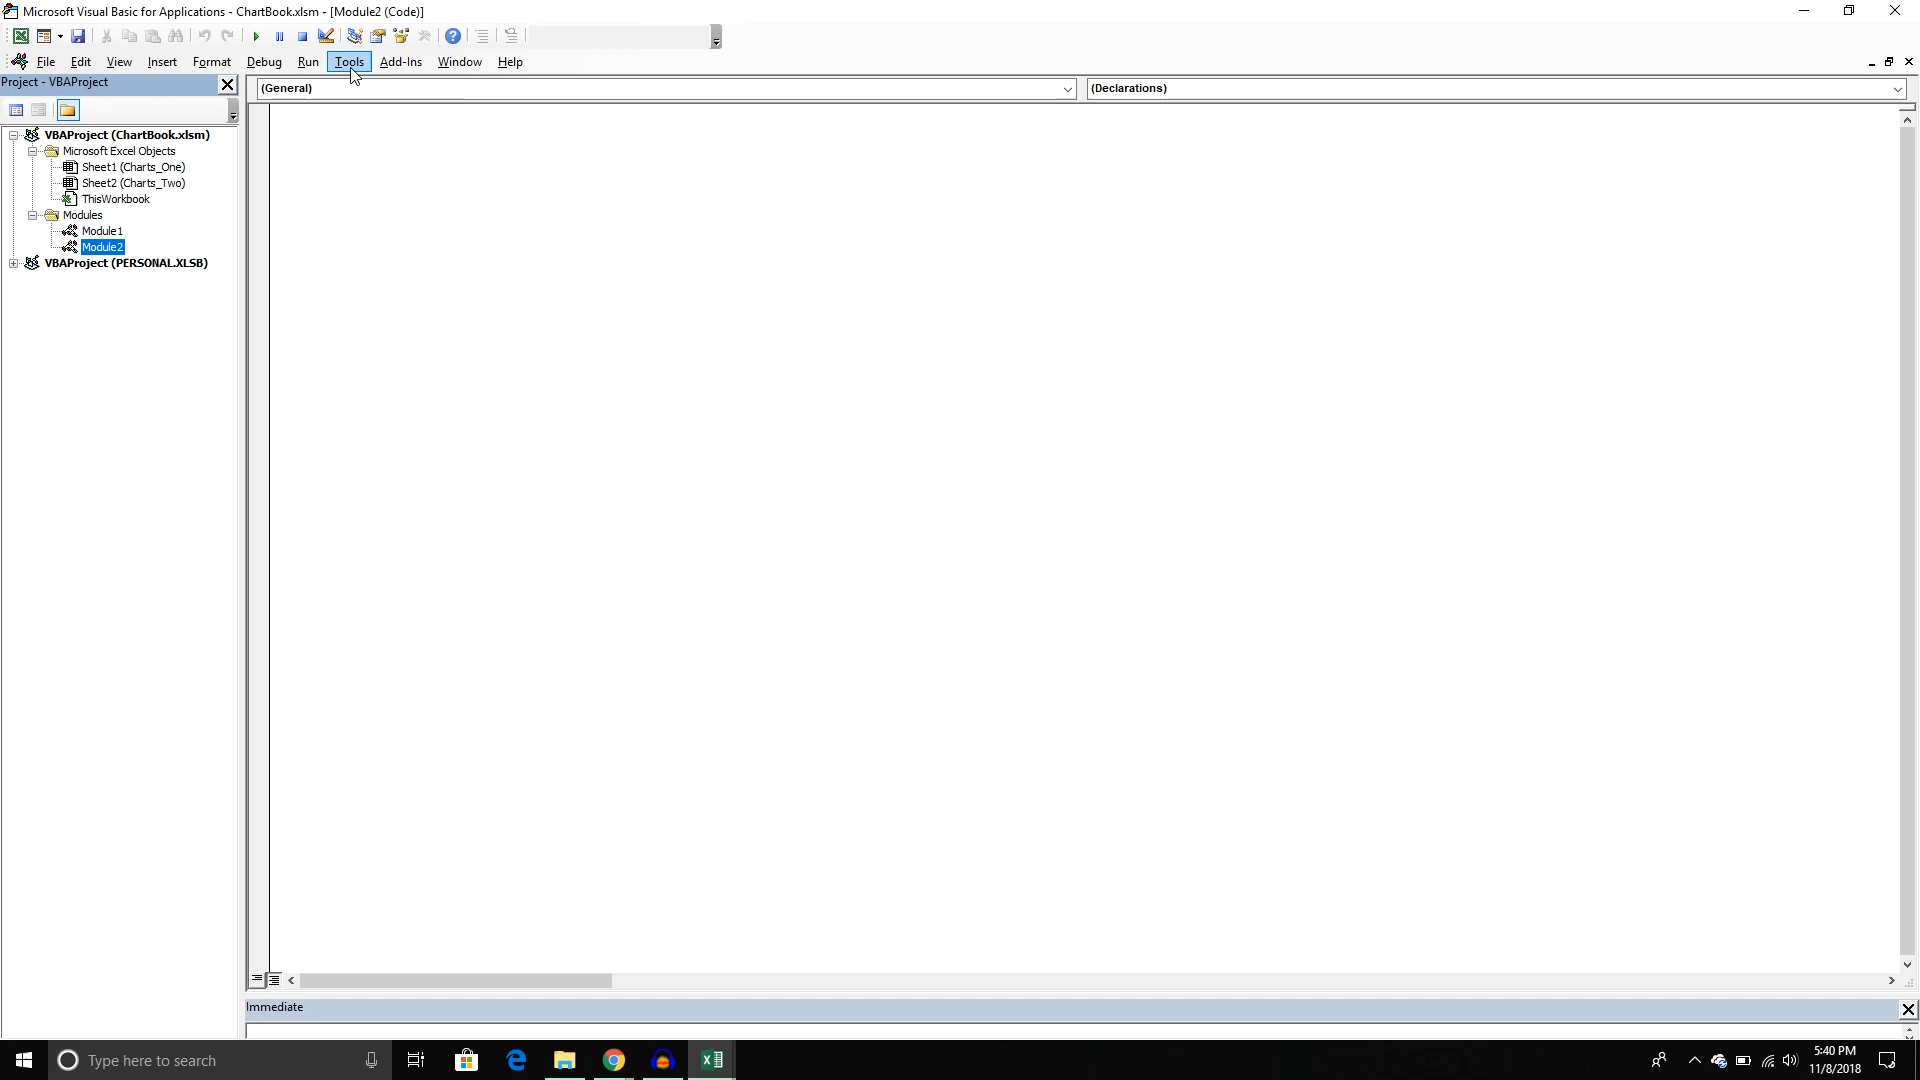 Microsoft Visual Basic for Applications - ChartBook.xlsm - [Module2 (Code)]
File Edit View Insert Format Debug Run Tools Add-Ins Window Help
Project - VBAProject
(General)
(Declarations)
VBAProject (ChartBook.xlsm)
Microsoft Excel Objects
Sheet1 (Charts_One)
Sheet2 (Charts_Two)
ThisWorkbook
Modules
Module1
Module2
VBAProject (PERSONAL.XLSB)
Immediate
Type here to search
5:40 PM
11/8/2018